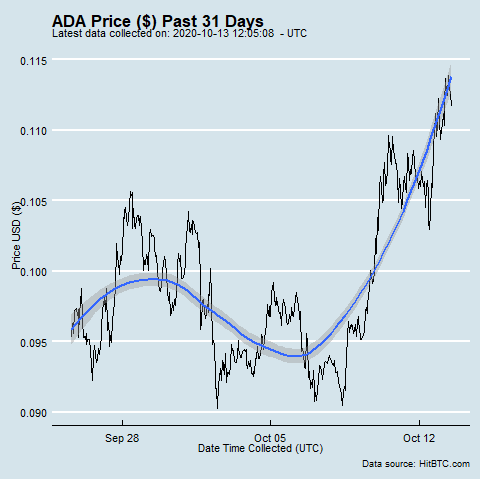 ADA Price ($) Past 31 Days
Latest data collected on: 2020-10-13 12:05:08 - UTC
Price USD ($)
0.115
0.110
0.105
0.100
0.095
0.090
Sep 28
Oct 05
Oct 12
Date Time Collected (UTC)
Data source: HitBTC.com